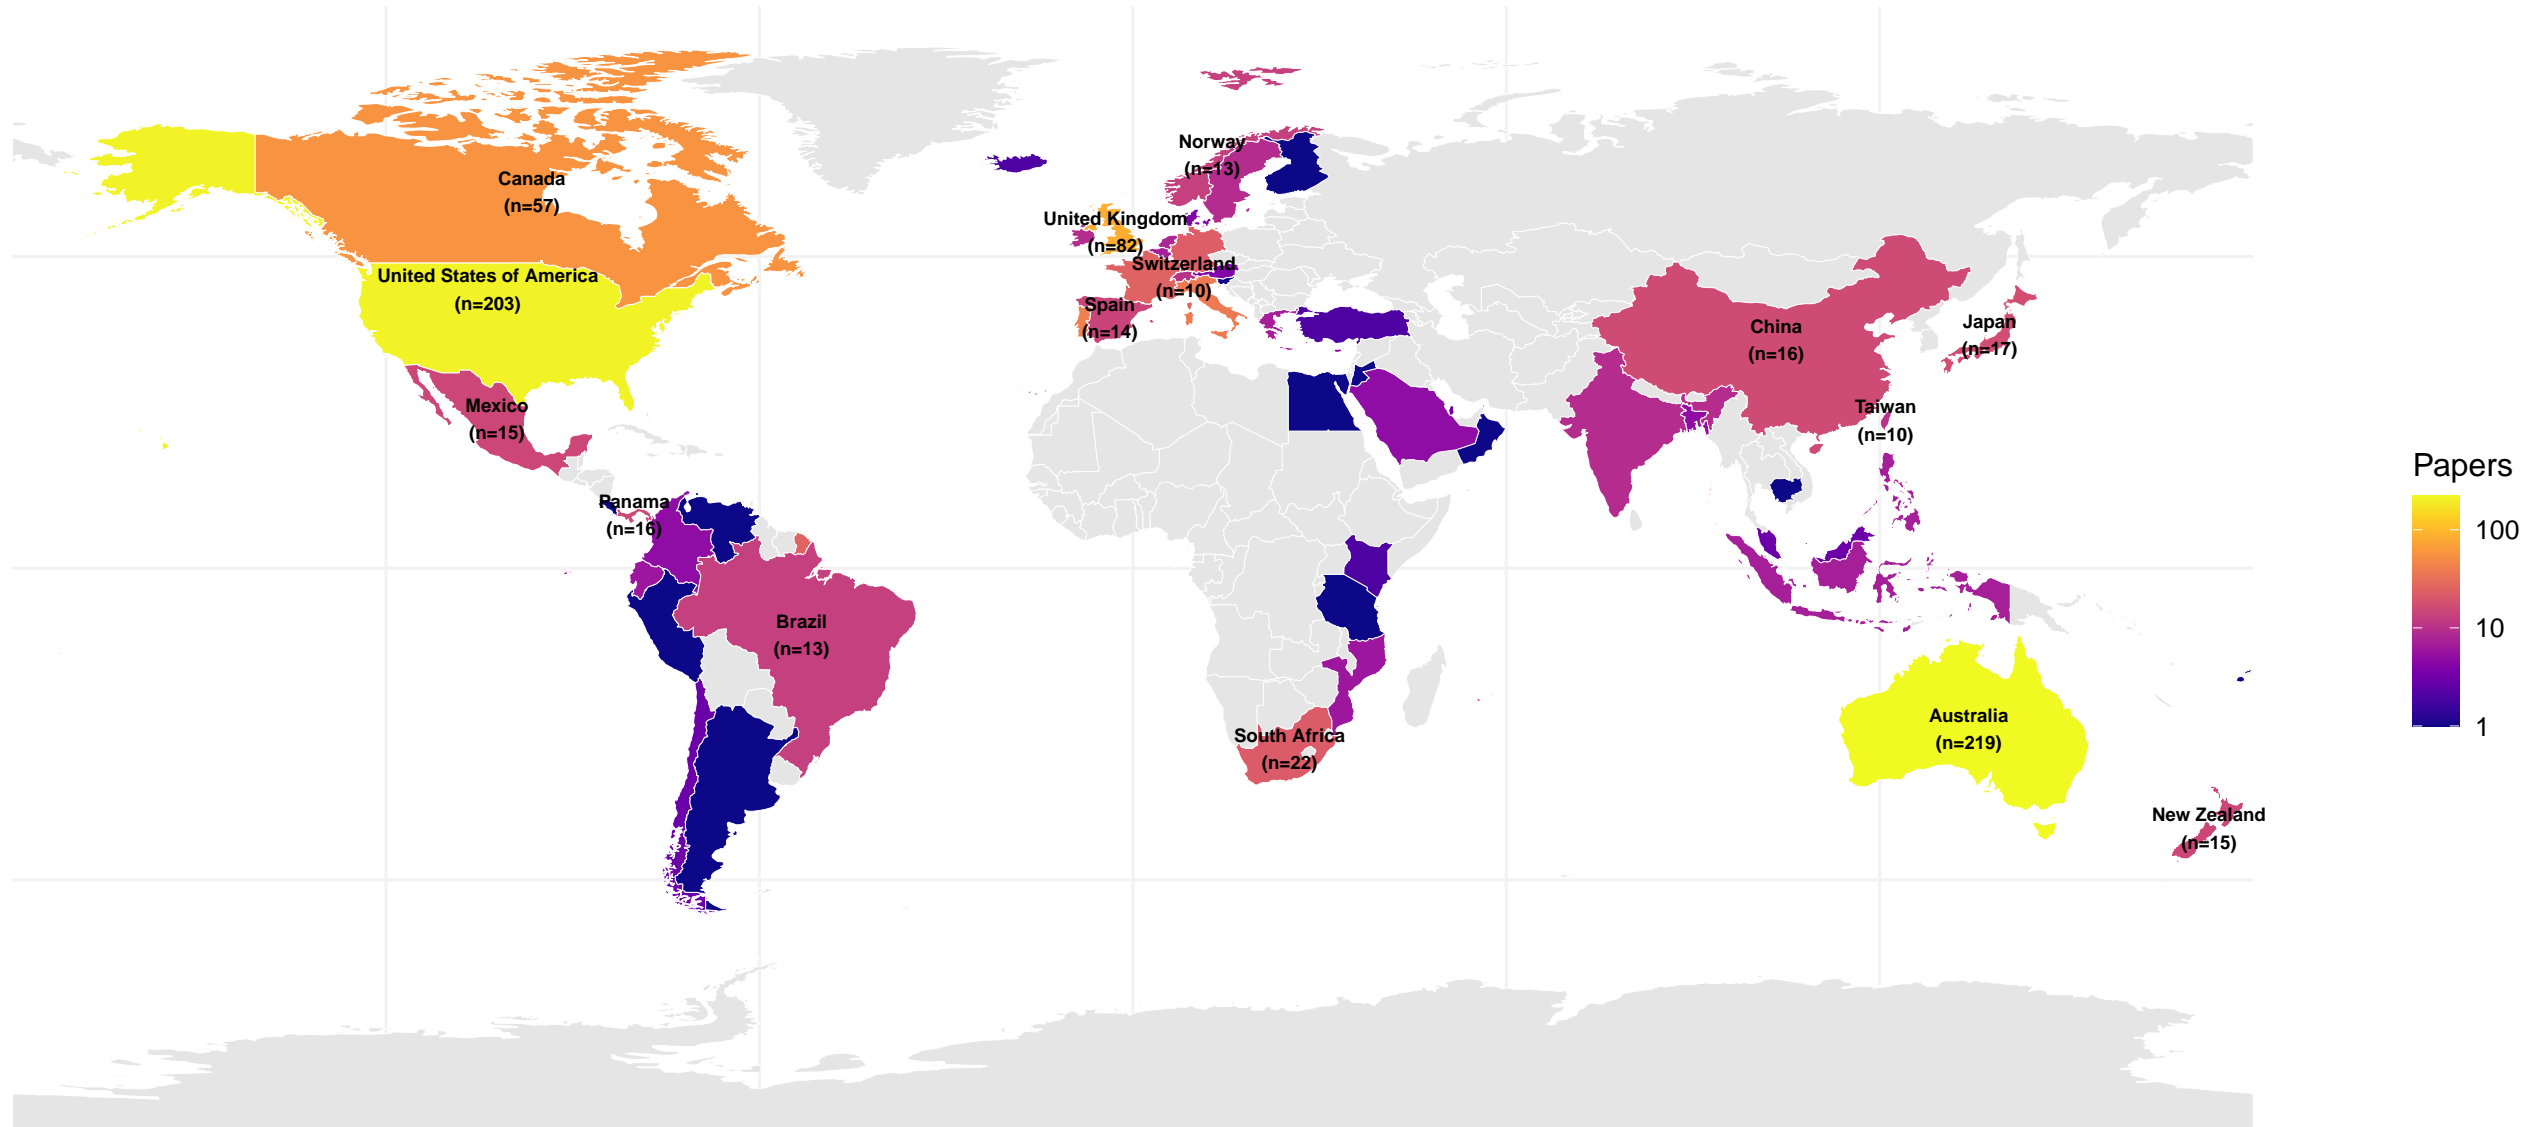 Norway
(n=13)
Canada
(n=57)
United Kingdom
(n=82)
Switzerland
(n=10)
United States of America
(n=203)
Spain
(n=14)
China
(n=16)
Japan
(n=17)
Mexico
(n=15)
Taiwan
(n=10)
Panama
(n=16)
Brazil
(n=13)
South Africa
(n=22)
Australia
(n=219)
New Zealand
(n=15)
Papers
100
10
1